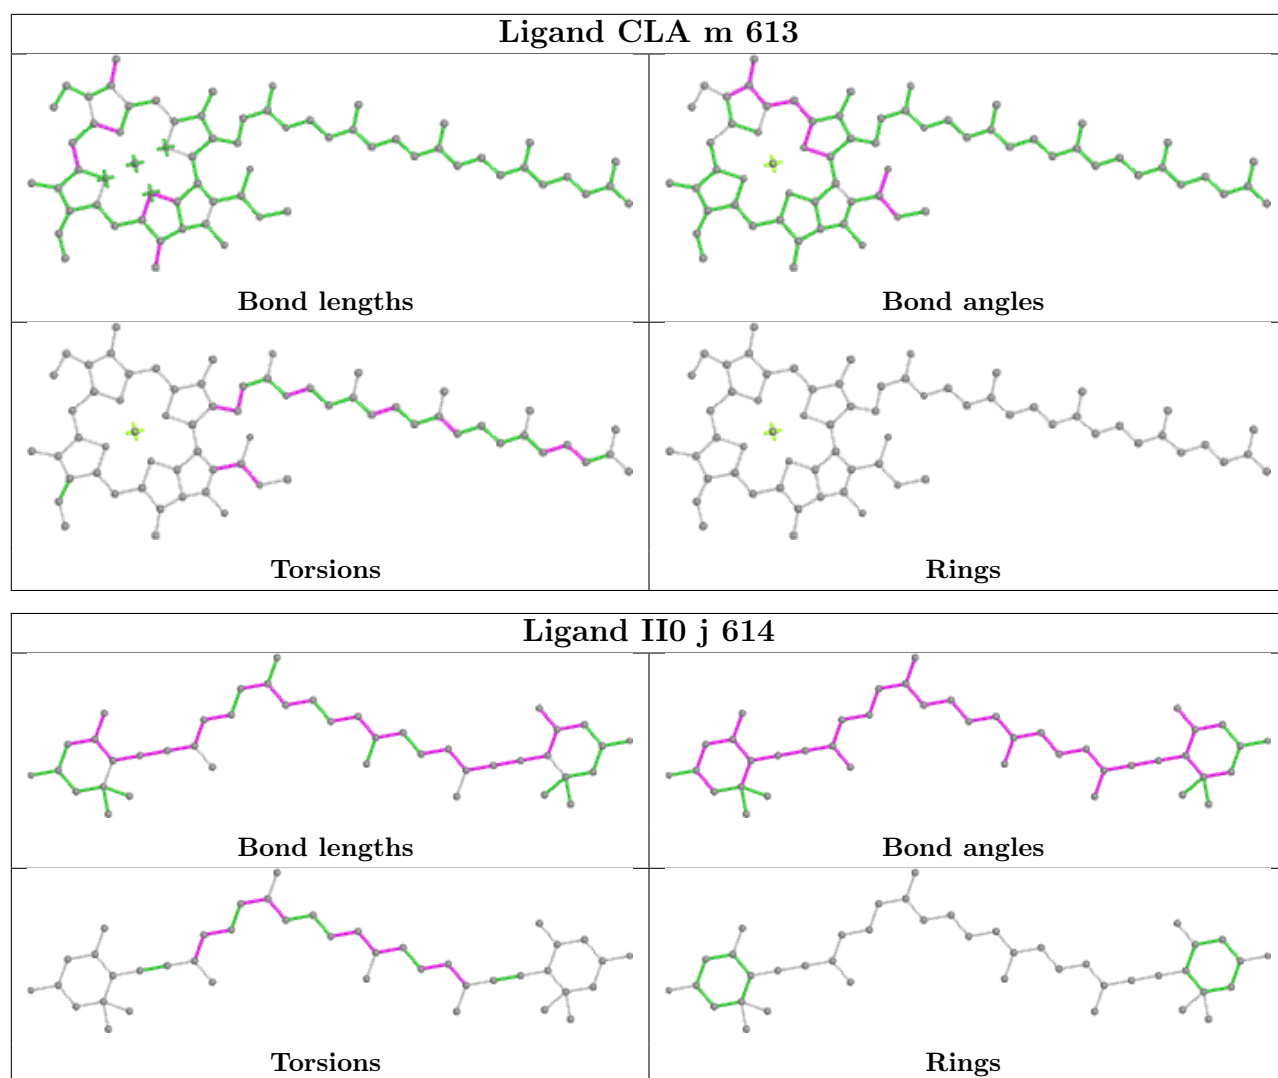 Ligand CLA m 613
Bond lengths
Bond angles
Torsions
Rings
Ligand II0 j 614
Bond lengths
Bond angles
Torsions
Rings